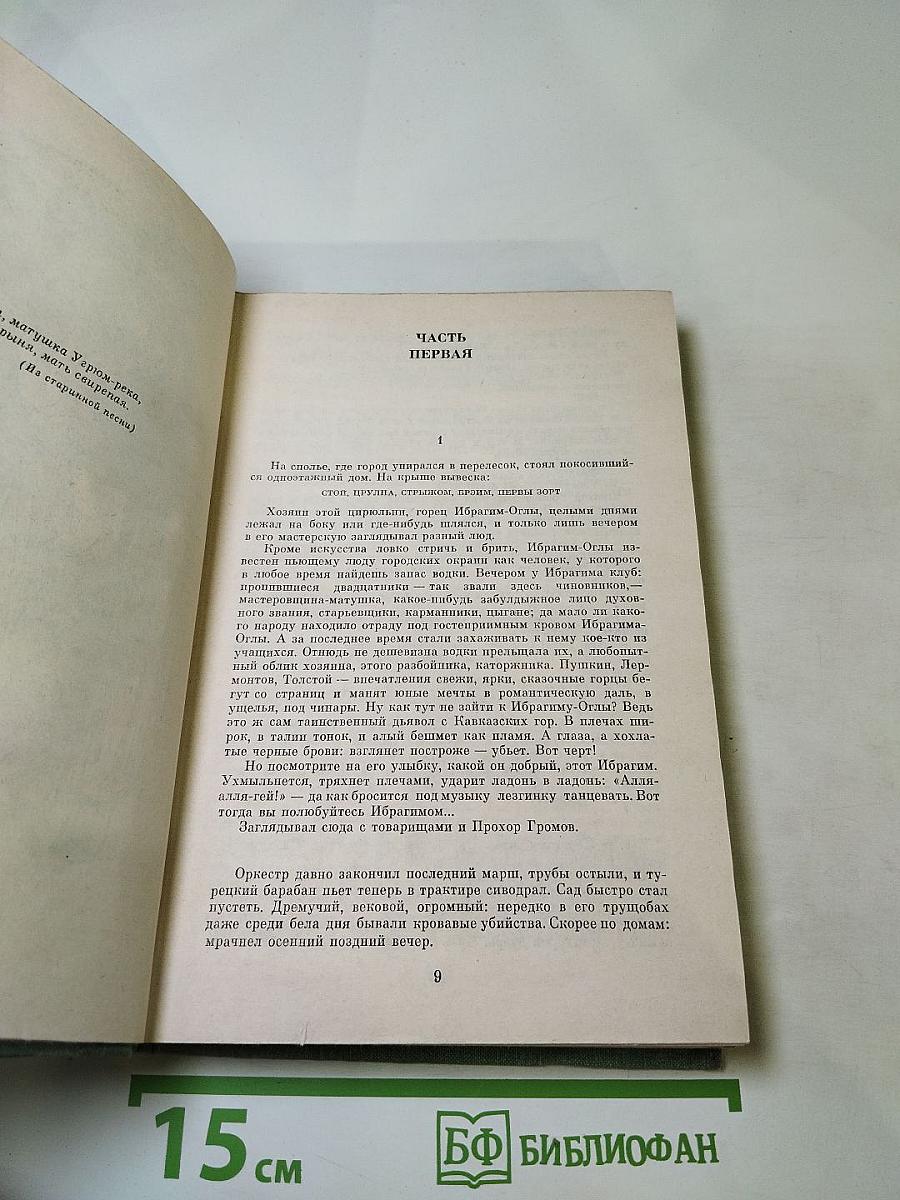 , матушка Угрюм-река,
рыня, мать свирепая.
(Из старинной песни)
ЧАСТЬ
ПЕРВАЯ
1
На сполье, где город упирался в перелесок, стоял покосивший-
ся одноэтажный дом. На крыше вывеска:
СТОП, ЦРУЛНА, СТРЫЖОМ, БРЭИМ, ПЕРВЫ ЗОРТ
Хозяин этой цирюльни, горец Ибрагим-Оглы, целыми днями
лежал на боку или где-нибудь шлялся, и только лишь вечером
в его мастерскую заглядывал разный люд.
Кроме искусства ловко стричь и брить, Ибрагим-Оглы из-
вестен пьющему люду городских окраин как человек, у которого
в любое время найдешь запас водки. Вечером у Ибрагима клуб:
пропившиеся двадцатники — так звали здесь чиновников,—
мастеровщина-матушка, какое-нибудь забулдыжное лицо духов-
ного звания, старьевщики, карманники, цыгане; да мало ли како-
го народу находило отраду под гостеприимным кровом Ибрагима-
Оглы. А за последнее время стали захаживать к нему кое-кто из
учащихся. Отнюдь не дешевизна водки прельщала их, а любопыт-
ный облик хозяина, этого разбойника, каторжника. Пушкин, Лер-
монтов, Толстой — впечатления свежи, ярки, сказочные горцы бе-
гут со страниц и манят юные мечты в романтическую даль, в
ущелья, под чинары. Ну как тут не зайти к Ибрагиму-Оглы? Ведь
это ж сам таинственный дьявол с Кавказских гор. В плечах ши-
рок, в талии тонок, и алый бешмет как пламя. А глаза, а хохла-
тые черные брови: взглянет построже — убьет. Вот черт!
Но посмотрите на его улыбку, какой он добрый, этот Ибрагим.
Ухмыльнется, тряхнет плечами, ударит ладонь в ладонь: «Алля-
алля-гей!» — да как бросится под музыку лезгинку танцевать. Вот
тогда вы полюбуйтесь Ибрагимом...
Заглядывал сюда с товарищами и Прохор Громов.
Оркестр давно закончил последний марш, трубы остыли, и ту-
рецкий барабан пьет теперь в трактире сиводрал. Сад быстро стал
пустеть. Дремучий, вековой, огромный: нередко в его трущобах
даже среди бела дня бывали кровавые убийства. Скорее по домам:
мрачнел осенний поздний вечер.
9
15 см
БФ БИБЛИОФАН